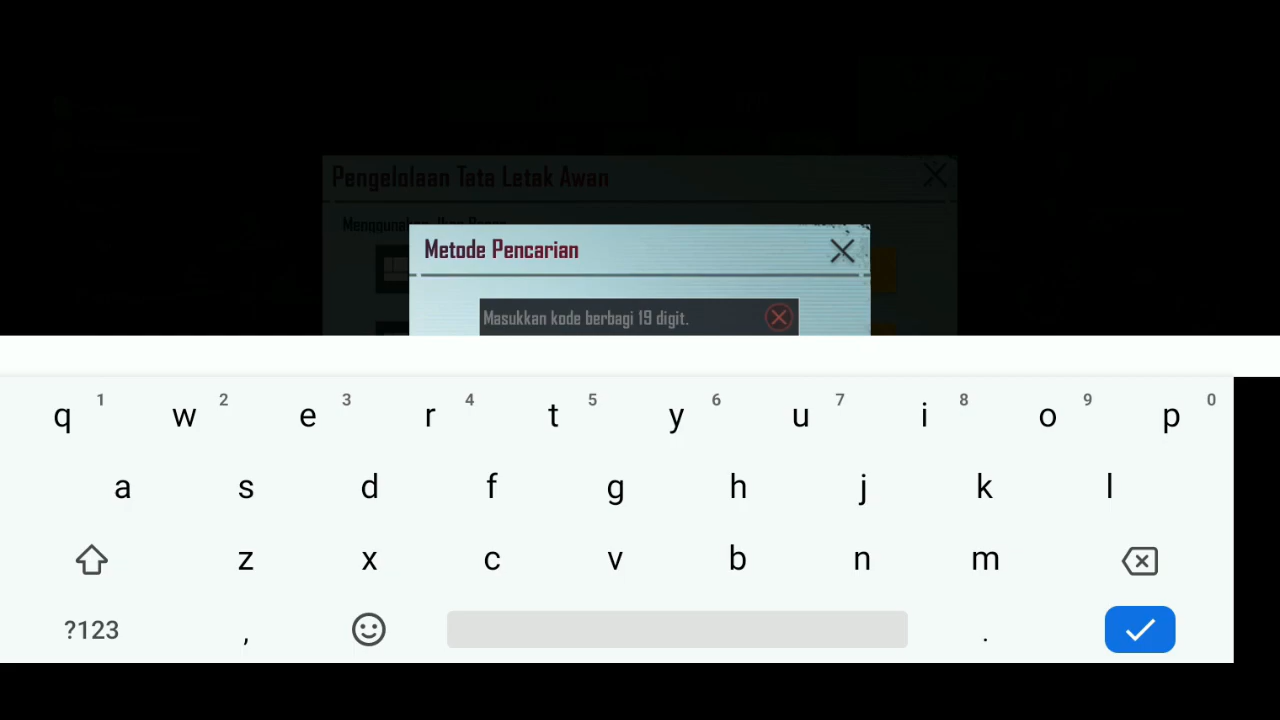 Pengelolaan Tata Letak Awan
Metode Pencarian
Masukkan kode berbagi 19 digit.
q 1 w 2 e 3 r 4 t 5 y 6 u 7 i 8 o 9 p 0
a s d f g h j k l
z x c v b n m
?123 , .